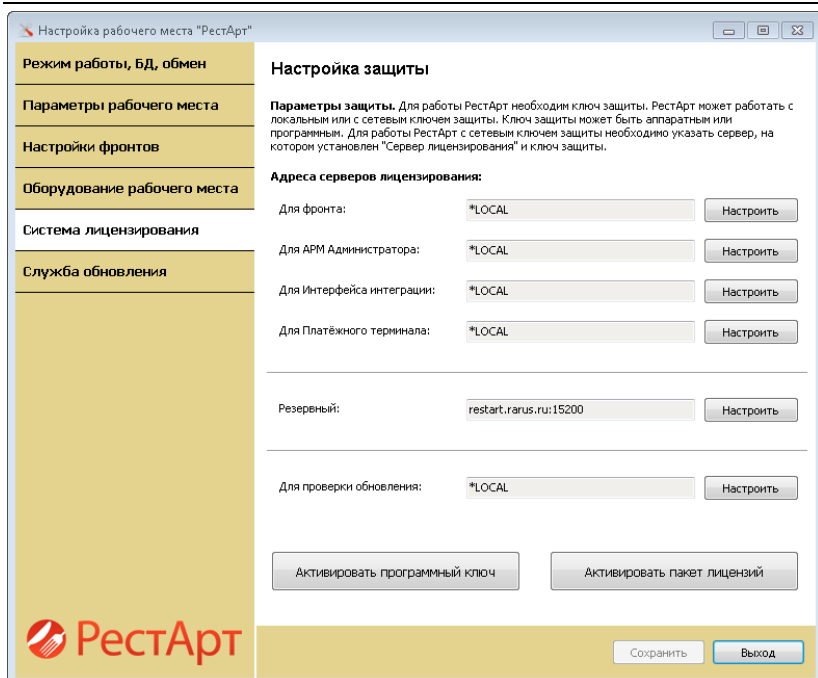 Настройка рабочего места "РестАрт"
Режим работы, БД, обмен
Параметры рабочего места
Настройки фронтов
Оборудование рабочего места
Система лицензирования
Служба обновления
Настройка защиты
Параметры защиты. Для работы РестАрт необходим ключ защиты. РестАрт может работать с
локальным или с сетевым ключем защиты. Ключ защиты может быть аппаратным или
программным. Для работы РестАрт с сетевым ключем защиты необходимо указать сервер, на
котором установлен "Сервер лицензирования" и ключ защиты.
Адреса серверов лицензирования:
Для фронта: *LOCAL Настроить
Для АРМ Администратора: *LOCAL Настроить
Для Интерфейса интеграции: *LOCAL Настроить
Для Платёжного терминала: *LOCAL Настроить
Резервный: restart.rarus.ru:15200 Настроить
Для проверки обновления: *LOCAL Настроить
Активировать программный ключ Активировать пакет лицензий
РестАрт
Сохранить Выход